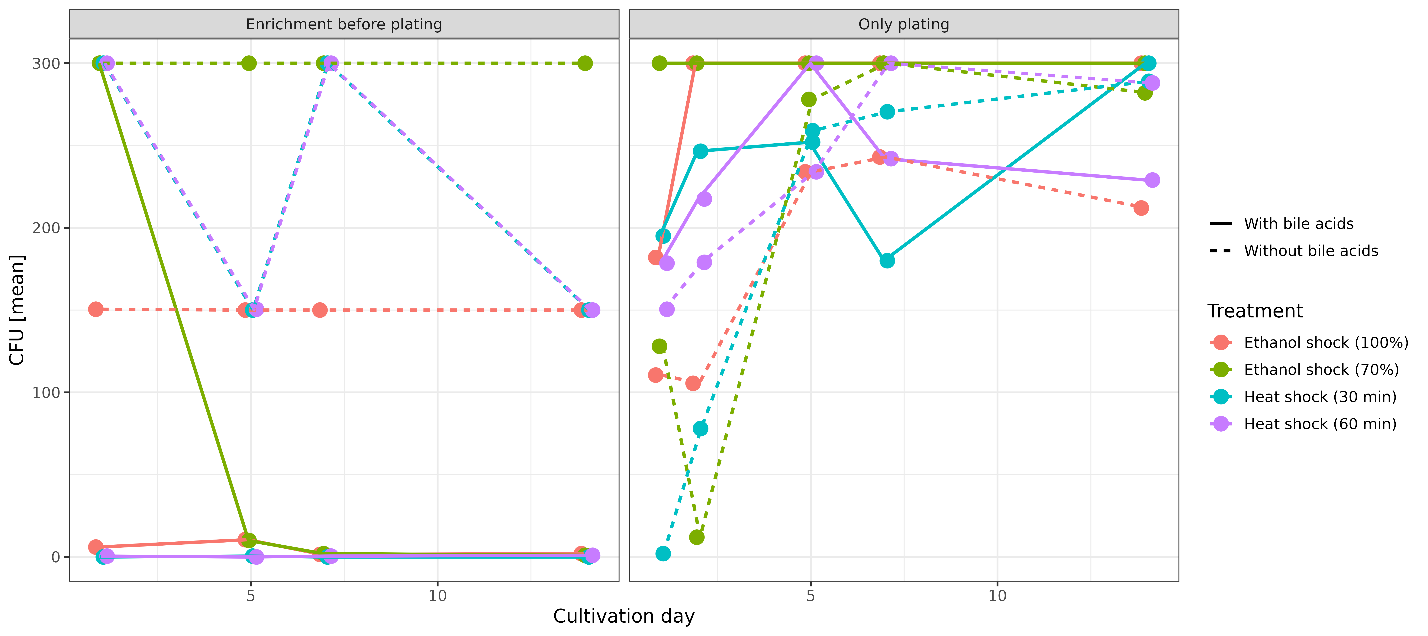 Enrichment before plating
Only plating
300
200
100
0
CFU [mean]
5
10
5
10
Cultivation day
With bile acids
Without bile acids
Treatment
Ethanol shock (100%)
Ethanol shock (70%)
Heat shock (30 min)
Heat shock (60 min)